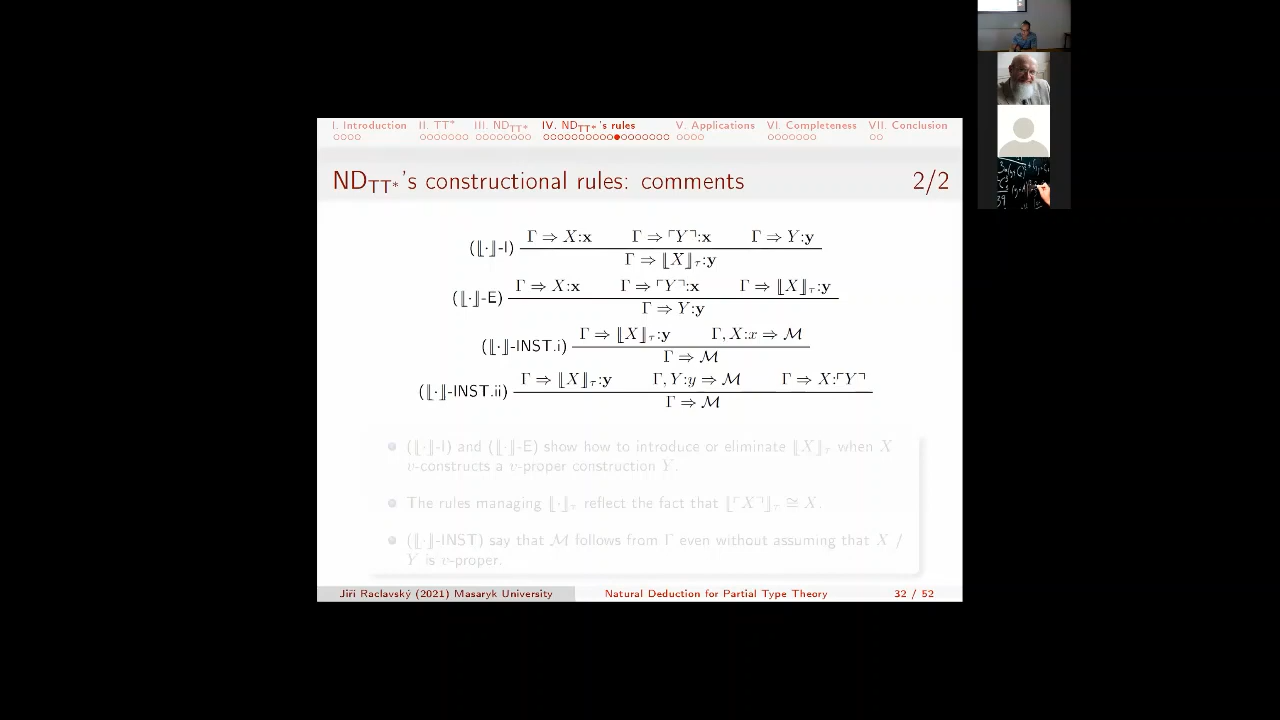 I. Introduction II. TT* III. ND_TT* IV. ND_TT*'s rules V. Applications VI. Completeness VII. Conclusion
ND_TT*'s constructional rules: comments 2/2
Γ ⇒ X:x Γ ⇒ ⌜Y⌝:x Γ ⇒ Y:y
(⟦·⟧-I)
Γ ⇒ ⟦X⟧_τ:y
Γ ⇒ X:x Γ ⇒ ⌜Y⌝:x Γ ⇒ ⟦X⟧_τ:y
(⟦·⟧-E)
Γ ⇒ Y:y
Γ ⇒ ⟦X⟧_τ:y Γ, X:x ⇒ ℳ
(⟦·⟧-INST.i)
Γ ⇒ ℳ
Γ ⇒ ⟦X⟧_τ:y Γ, Y:y ⇒ ℳ Γ ⇒ X:⌜Y⌝
(⟦·⟧-INST.ii)
Γ ⇒ ℳ
(⟦·⟧-I) and (⟦·⟧-E) show how to introduce or eliminate ⟦X⟧_τ when X
v-constructs a v-proper construction Y.
The rules managing ⟦·⟧_τ reflect the fact that ⟦⌜X⌝⟧_τ ≅ X.
(⟦·⟧-INST) say that ℳ follows from Γ even without assuming that X /
Y is v-proper.
Jiří Raclavský (2021) Masaryk University Natural Deduction for Partial Type Theory 32 / 52